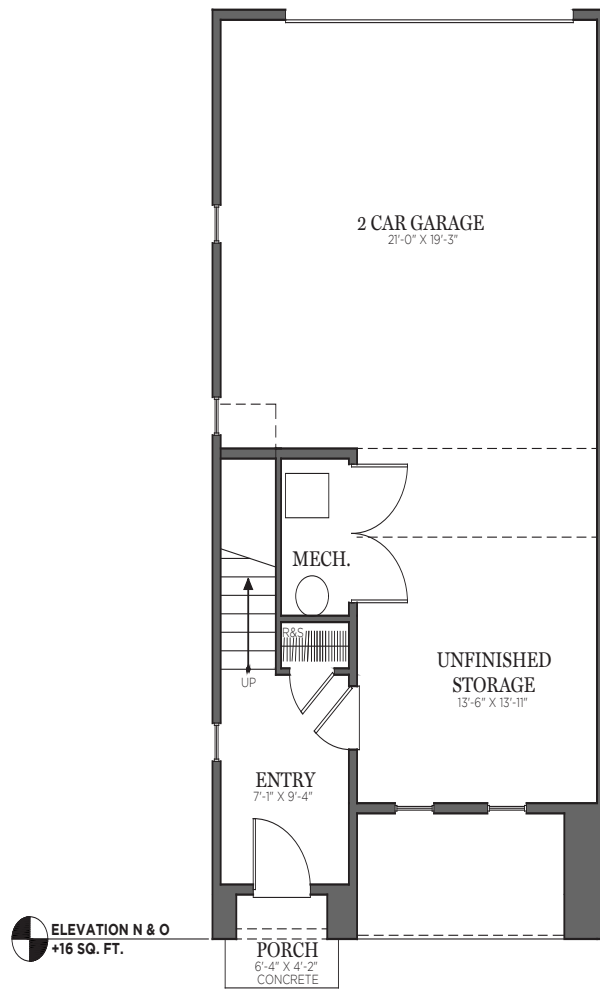 2 CAR GARAGE
21'-0" X 19'-3"
MECH.
R&S
UP
UNFINISHED
STORAGE
13'-6" X 13'-11"
ENTRY
7'-1" X 9'-4"
ELEVATION N & O
+16 SQ. FT.
PORCH
6'-4" X 4'-2"
CONCRETE